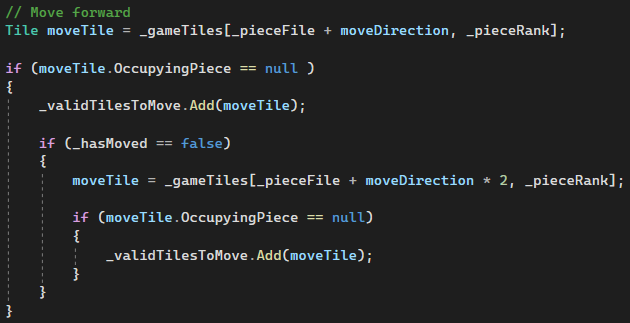 // Move forward
Tile moveTile = _gameTiles[_pieceFile + moveDirection, _pieceRank];
if (moveTile.OccupyingPiece == null )
{
_validTilesToMove.Add(moveTile);
if (_hasMoved == false)
{
moveTile = _gameTiles[_pieceFile + moveDirection * 2, _pieceRank];
if (moveTile.OccupyingPiece == null)
{
_validTilesToMove.Add(moveTile);
}
}
}